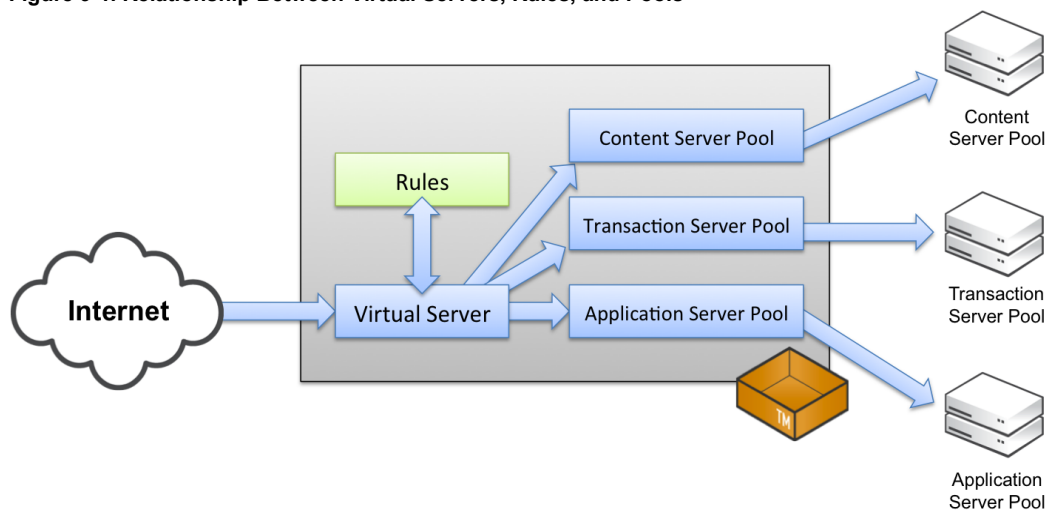 Rules
Content Server Pool
Transaction Server Pool
Internet
Virtual Server
Application Server Pool
TM
Content
Server Pool
Transaction
Server Pool
Application
Server Pool